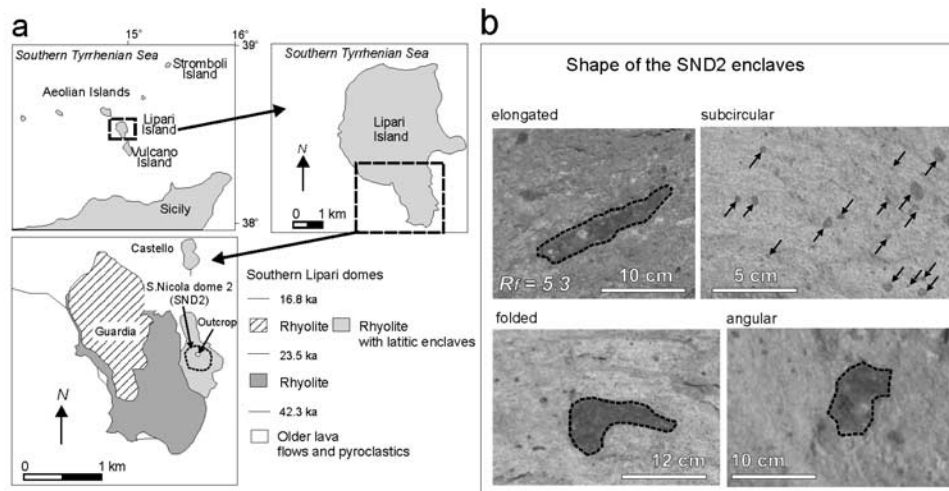 a
15°
16°
39°
Southern Tyrrhenian Sea
Stromboli
Island
Aeolian Islands
Lipari
Island
Vulcano
Island
Sicily
38°
Southern Tyrrhenian Sea
Lipari
Island
N
0 1 km
Castello
S.Nicola dome 2
(SND2)
Outcrop
Guardia
N
0 1 km
Southern Lipari domes
16.8 ka
Rhyolite
Rhyolite
with latitic enclaves
23.5 ka
Rhyolite
42.3 ka
Older lava
flows and pyroclastics
b
Shape of the SND2 enclaves
elongated
Rf = 5.3
10 cm
subcircular
5 cm
folded
12 cm
angular
10 cm